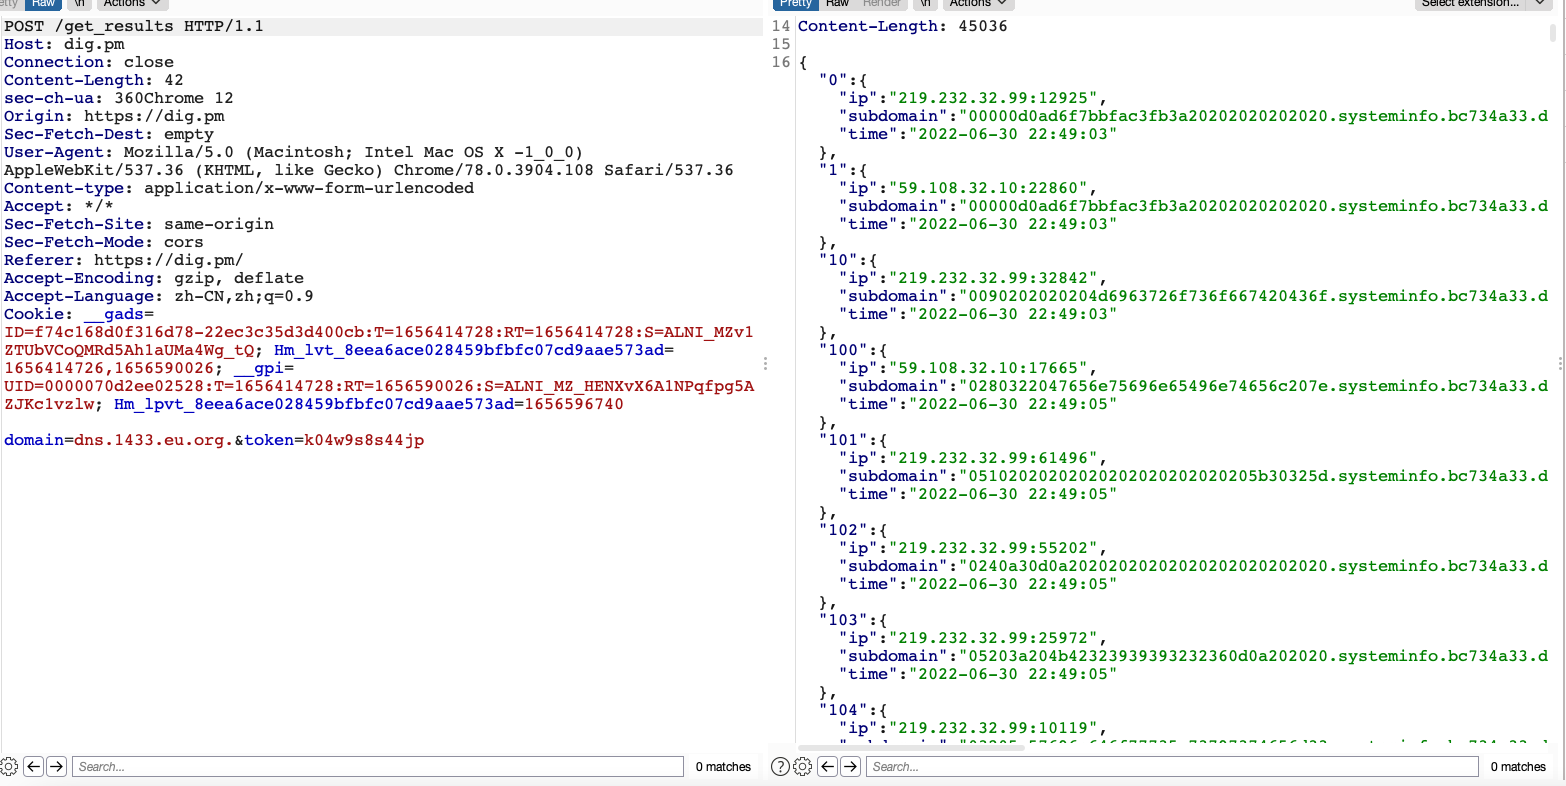 Raw
\n
Actions
POST /get_results HTTP/1.1
Host: dig.pm
Connection: close
Content-Length: 42
sec-ch-ua: 360Chrome 12
Origin: https://dig.pm
Sec-Fetch-Dest: empty
User-Agent: Mozilla/5.0 (Macintosh; Intel Mac OS X -1_0_0)
AppleWebKit/537.36 (KHTML, like Gecko) Chrome/78.0.3904.108 Safari/537.36
Content-type: application/x-www-form-urlencoded
Accept: */*
Sec-Fetch-Site: same-origin
Sec-Fetch-Mode: cors
Referer: https://dig.pm/
Accept-Encoding: gzip, deflate
Accept-Language: zh-CN,zh;q=0.9
Cookie: __gads=
ID=f74c168d0f316d78-22ec3c35d3d400cb:T=1656414728:RT=1656414728:S=ALNI_MZv1
ZTUbVCoQMRd5Ah1aUMa4Wg_tQ; Hm_lvt_8eea6ace028459bfbfc07cd9aae573ad=
1656414726,1656590026; __gpi=
UID=0000070d2ee02528:T=1656414728:RT=1656590026:S=ALNI_MZ_HENXvX6A1NPqfpg5A
ZJKc1vzlw; Hm_lpvt_8eea6ace028459bfbfc07cd9aae573ad=1656596740
domain=dns.1433.eu.org.&token=k04w9s8s44jp
Search...
0 matches
Pretty
Raw
Render
\n
Actions
Select extension...
14 Content-Length: 45036
15
16 {
"0":{
"ip":"219.232.32.99:12925",
"subdomain":"00000d0ad6f7bbfac3fb3a20202020202020.systeminfo.bc734a33.d
"time":"2022-06-30 22:49:03"
},
"1":{
"ip":"59.108.32.10:22860",
"subdomain":"00000d0ad6f7bbfac3fb3a20202020202020.systeminfo.bc734a33.d
"time":"2022-06-30 22:49:03"
},
"10":{
"ip":"219.232.32.99:32842",
"subdomain":"0090202020204d6963726f736f667420436f.systeminfo.bc734a33.d
"time":"2022-06-30 22:49:03"
},
"100":{
"ip":"59.108.32.10:17665",
"subdomain":"0280322047656e75696e65496e74656c207e.systeminfo.bc734a33.d
"time":"2022-06-30 22:49:05"
},
"101":{
"ip":"219.232.32.99:61496",
"subdomain":"051020202020202020202020202020205b30325d.systeminfo.bc734a33.d
"time":"2022-06-30 22:49:05"
},
"102":{
"ip":"219.232.32.99:55202",
"subdomain":"0240a30d0a20202020202020202020202020.systeminfo.bc734a33.d
"time":"2022-06-30 22:49:05"
},
"103":{
"ip":"219.232.32.99:25972",
"subdomain":"05203a204b42323939393232360d0a202020.systeminfo.bc734a33.d
"time":"2022-06-30 22:49:05"
},
"104":{
"ip":"219.232.32.99:10119",
Search...
0 matches